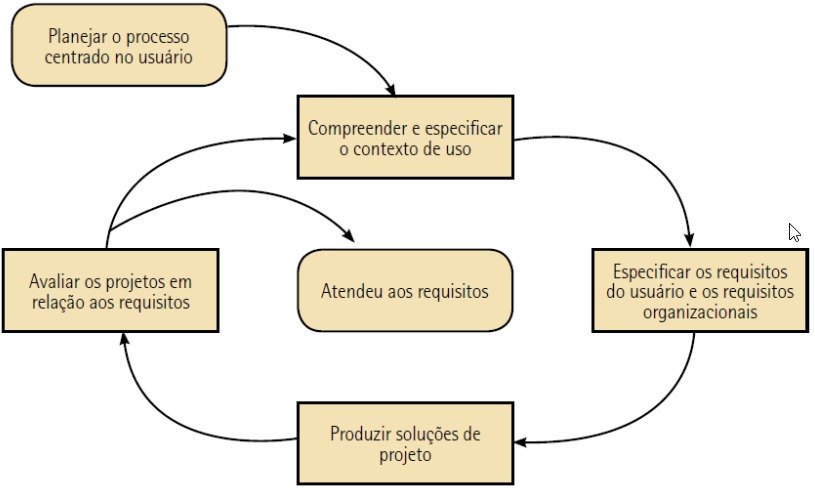 Planejar o processo
centrado no usuário
Compreender e especificar
o contexto de uso
Avaliar os projetos em
relação aos requisitos
Atendeu aos requisitos
Especificar os requisitos
do usuário e os requisitos
organizacionais
Produzir soluções de
projeto